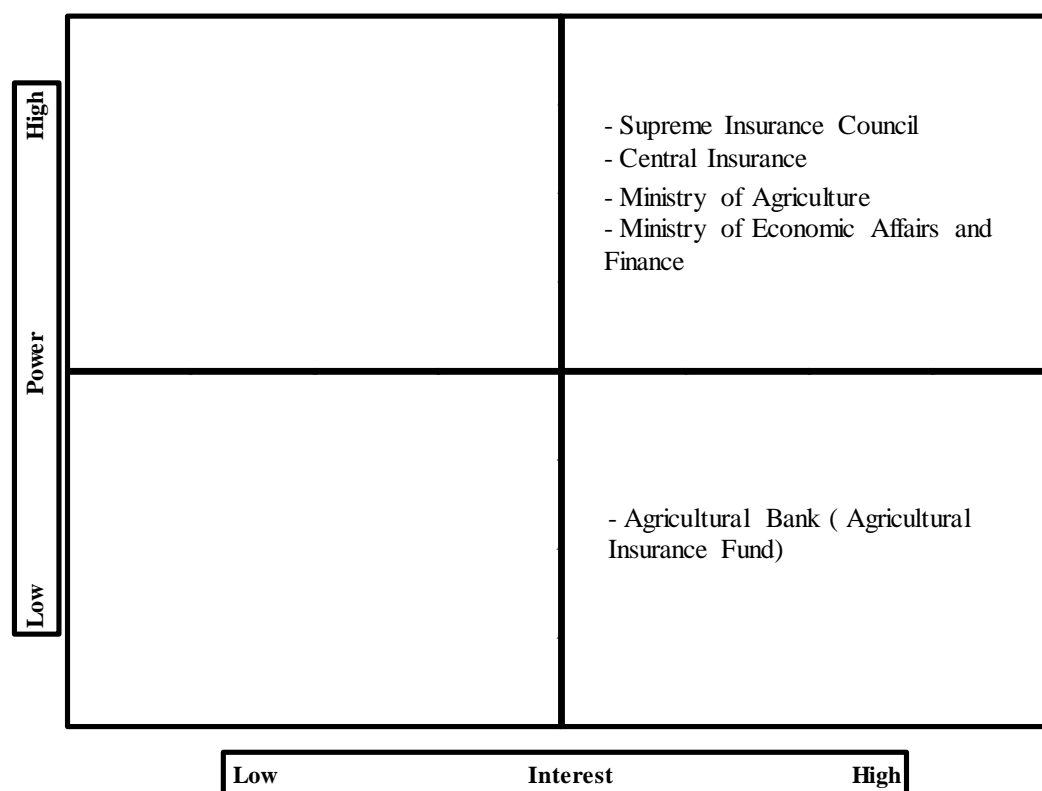 High
Power
Low
- Supreme Insurance Council
- Central Insurance
- Ministry of Agriculture
- Ministry of Economic Affairs and
Finance
- Agricultural Bank ( Agricultural
Insurance Fund)
Low Interest High